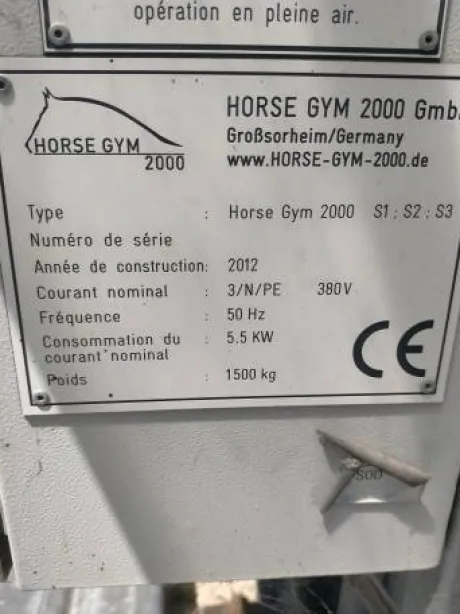 opération en pleine air.
HORSE GYM
2000
HORSE GYM 2000 Gmb
Großsorheim/Germany
www.HORSE-GYM-2000.de
Type : Horse Gym 2000 S1 : S2 : S3
Numéro de série
Année de construction: 2012
Courant nominal : 3/N/PE 380V
Fréquence : 50 Hz
Consommation du : 5.5 KW
courant nominal
Poids : 1500 kg
CE